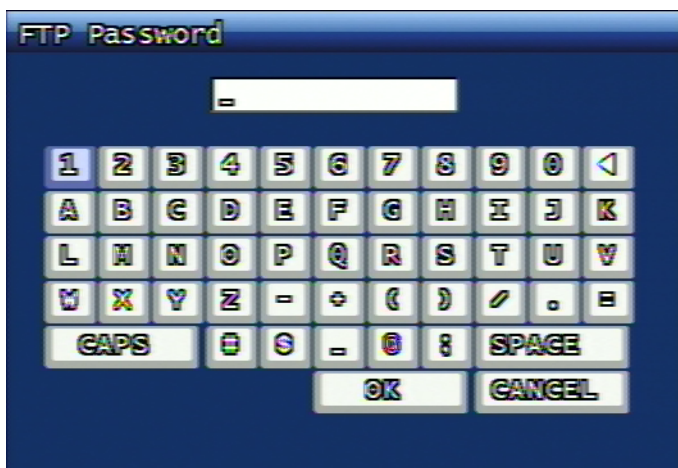 FTP Password
_
1 2 3 4 5 6 7 8 9 0 ◁
A B C D E F G H I J K
L M N O P Q R S T U V
W X Y Z - + ( ) / . =
CAPS # $ _ @ : SPACE
OK CANCEL